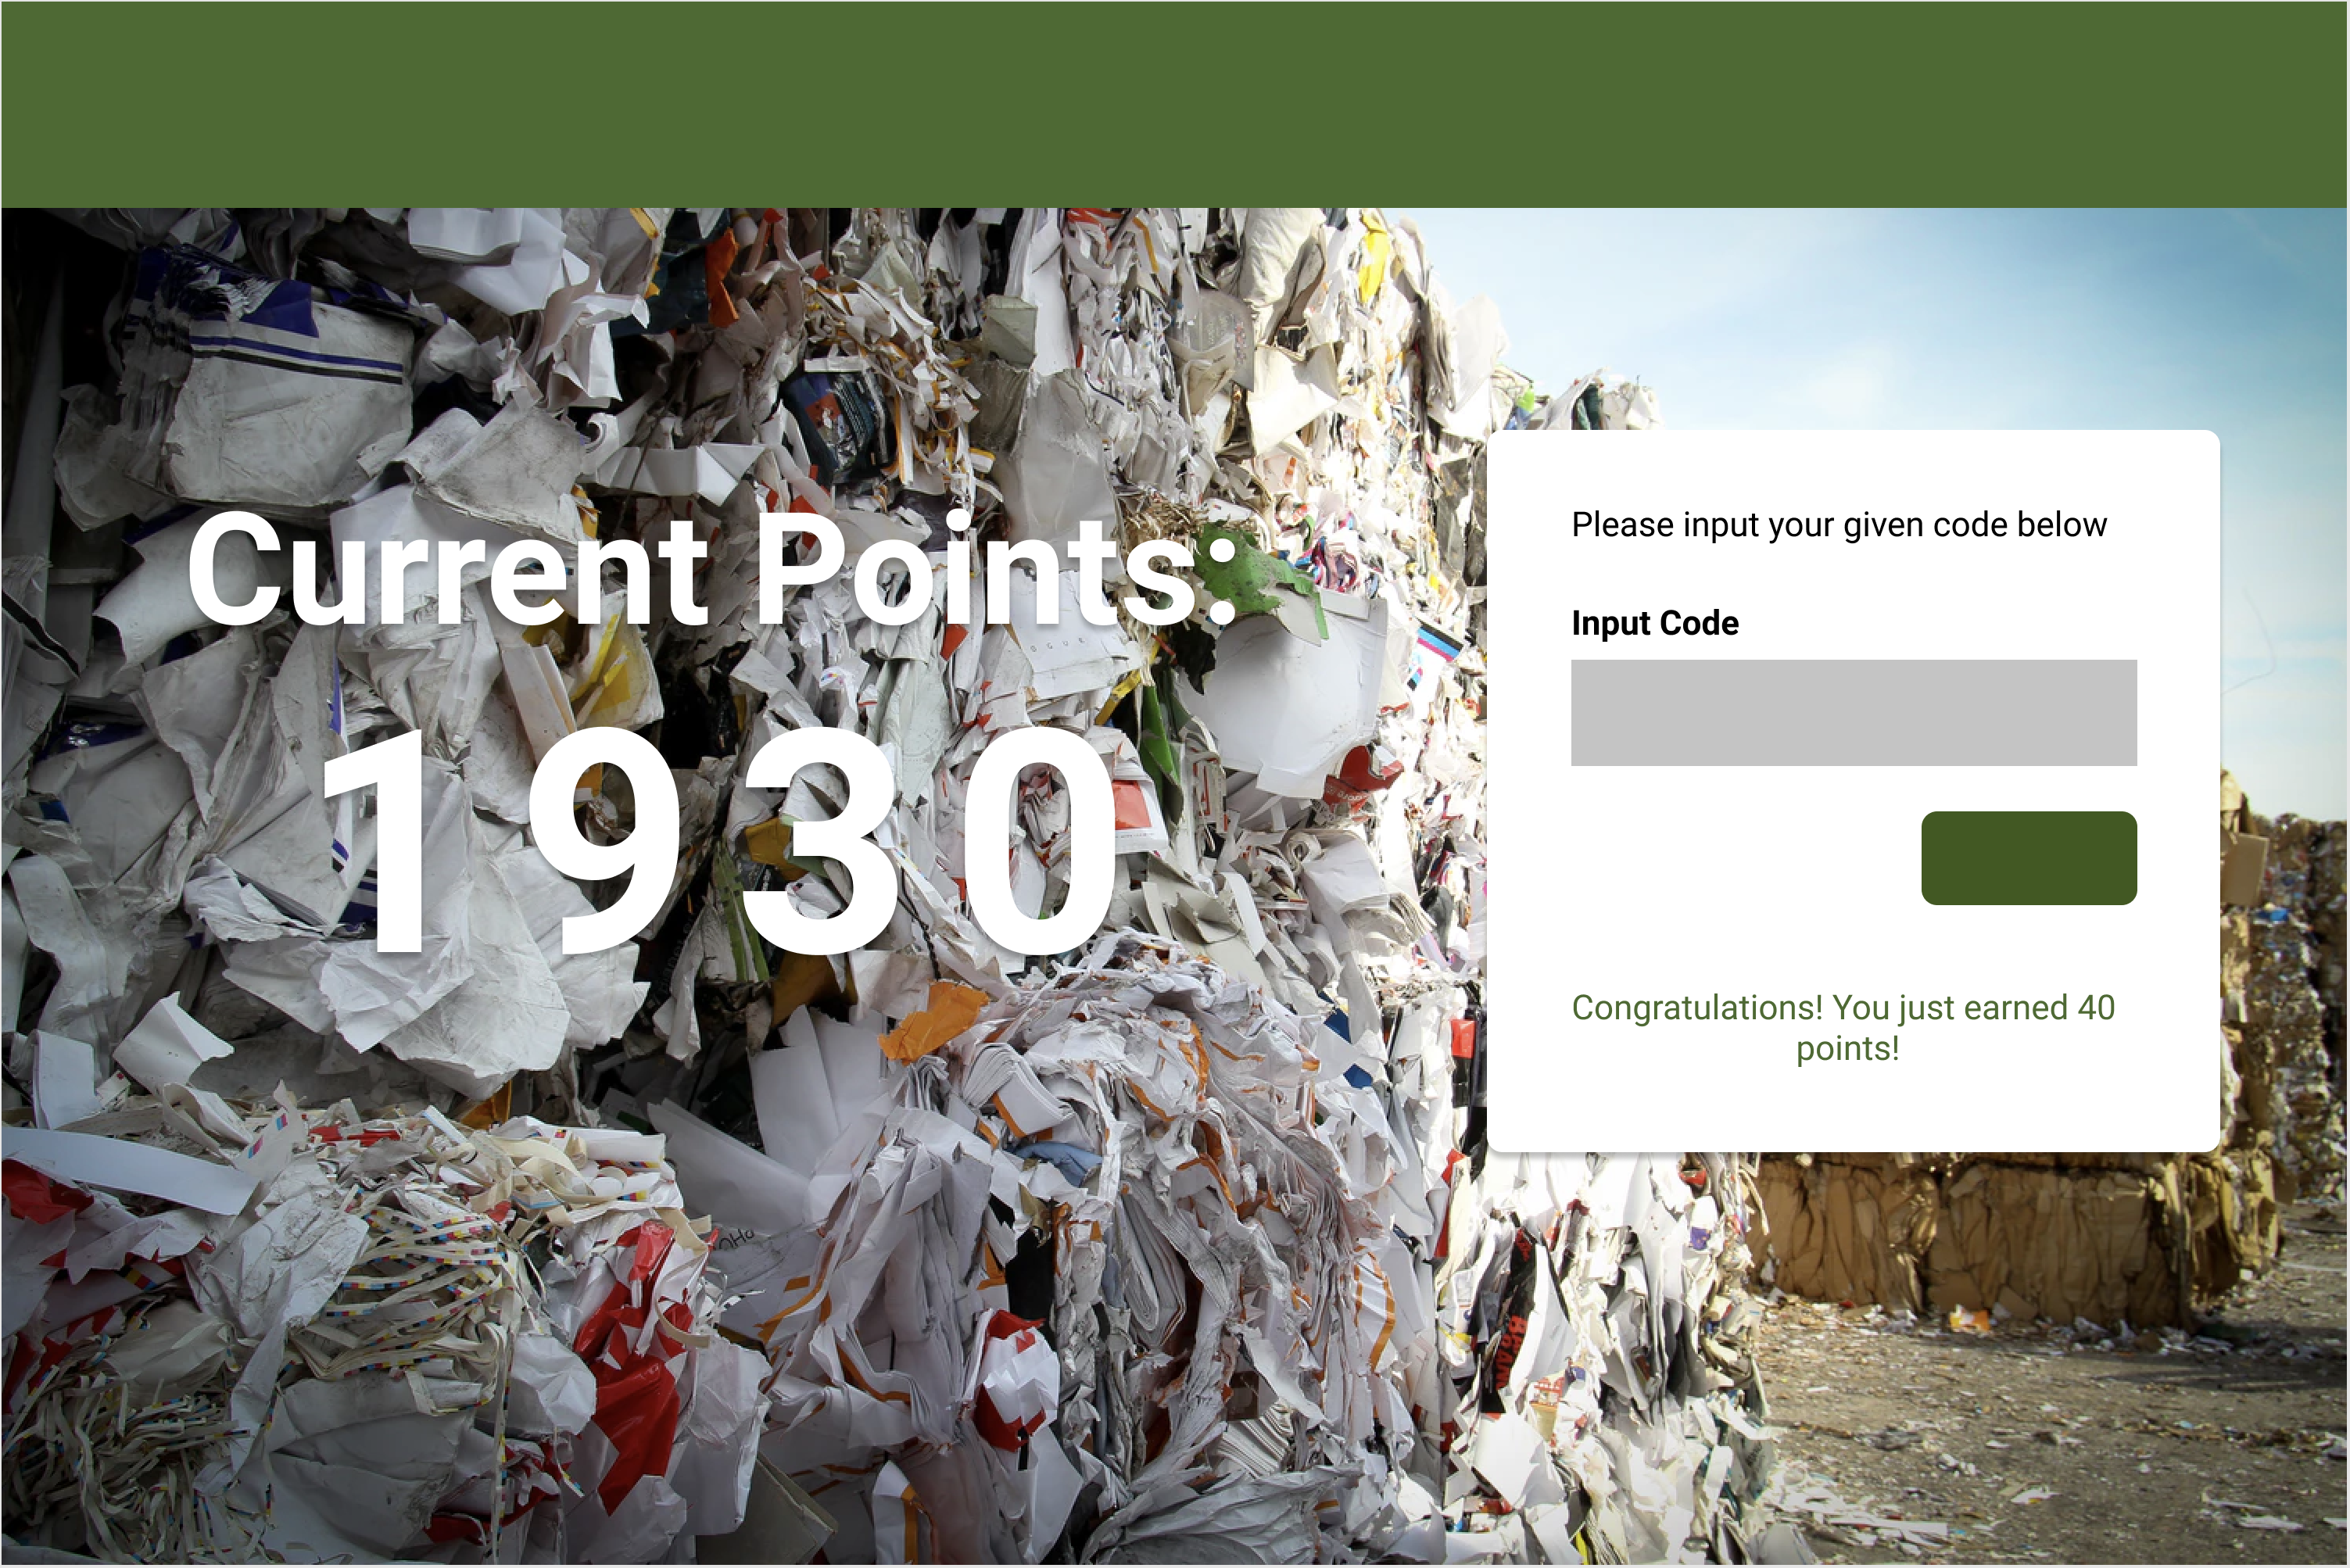 Current Points:
1930
Please input your given code below
Input Code
Congratulations! You just earned 40
points!